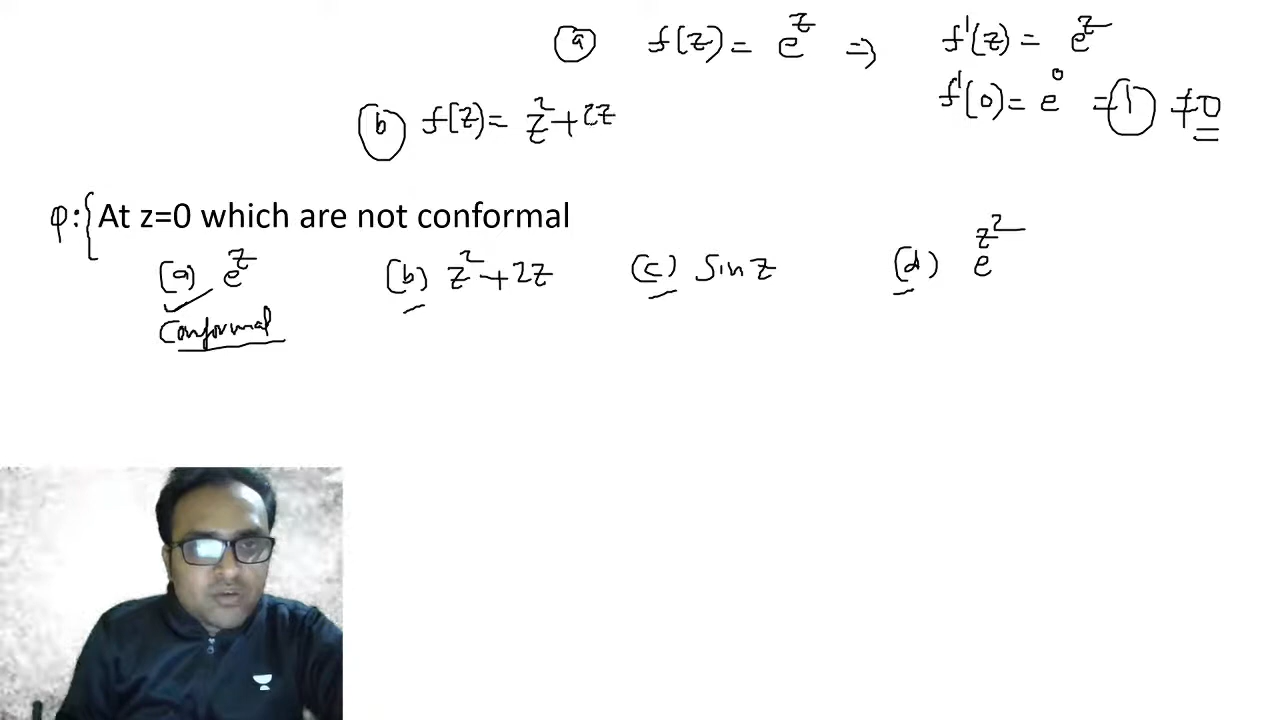 (a) f(z) = e^z ⇒ f'(z) = e^z
f'(0) = e^0 = 1 ≠ 0
(b) f(z) = z^2+2z
φ:{At z=0 which are not conformal
(a) e^z (b) z^2+2z (c) Sin z (d) e^z^2
Conformal